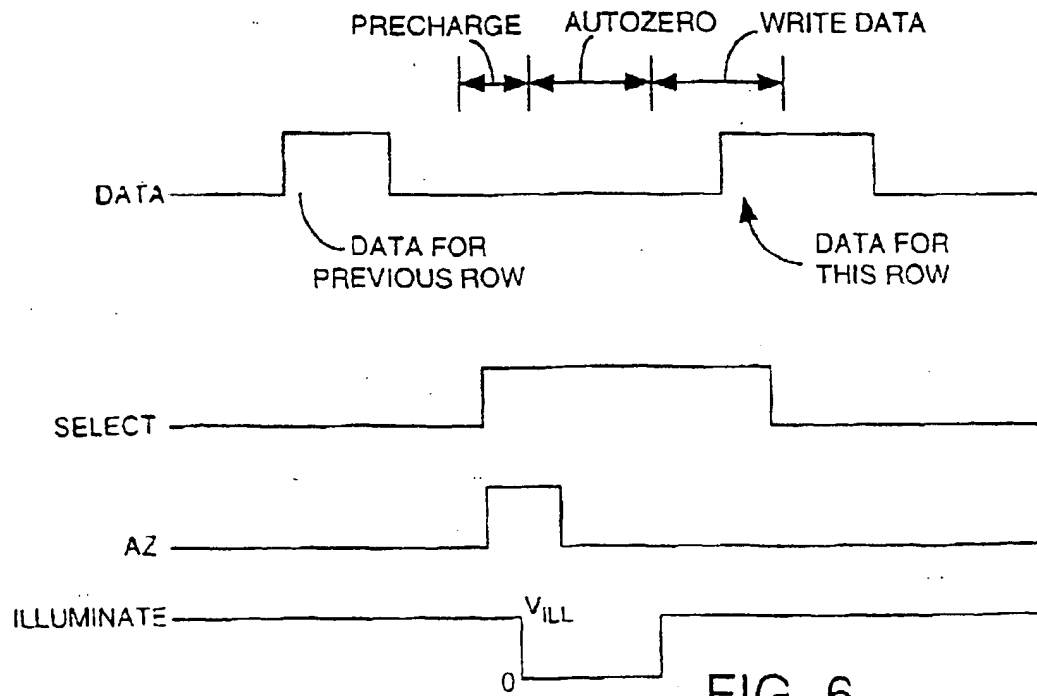 PRECHARGE AUTOZERO WRITE DATA
DATA
DATA FOR
PREVIOUS ROW
DATA FOR
THIS ROW
SELECT
AZ
ILLUMINATE
VILL
0
FIG. 6